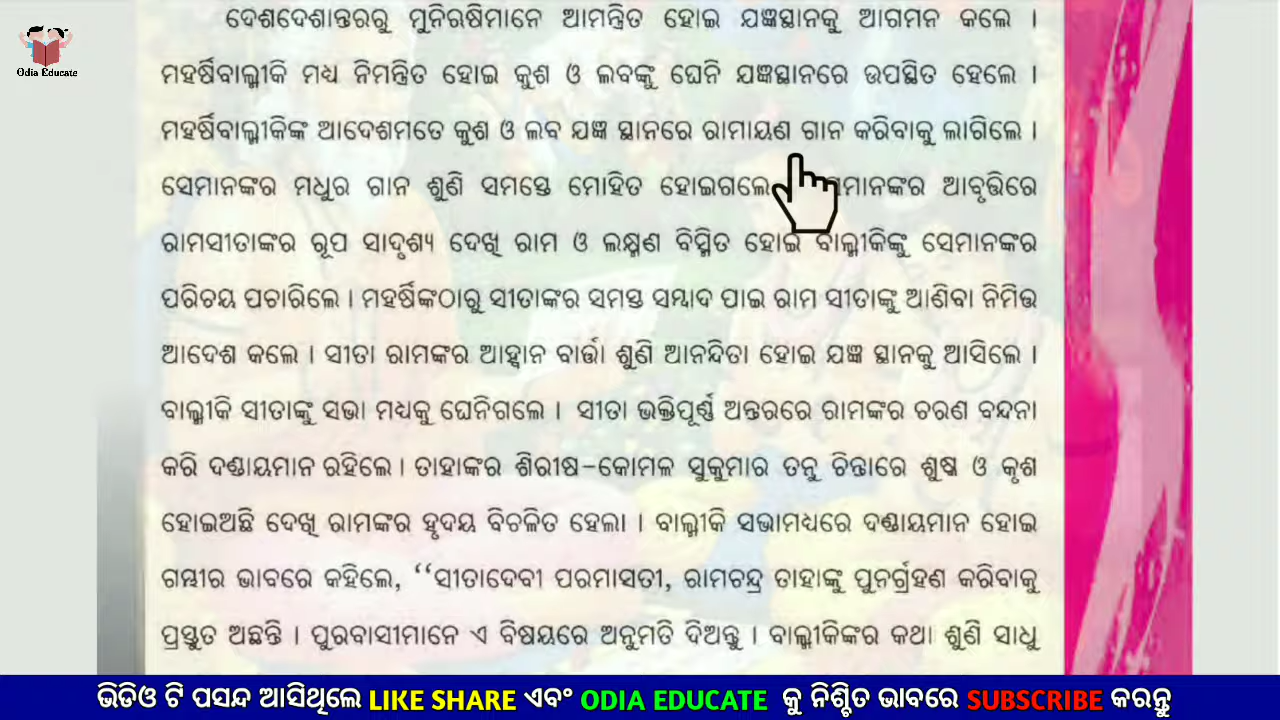 Odia Educate
ଦେଶଦେଶାନ୍ତରରୁ ମୁନିଋଷିମାନେ ଆମନ୍ତ୍ରିତ ହୋଇ ଯଜ୍ଞସ୍ଥାନକୁ ଆଗମନ କଲେ ।
ମହର୍ଷିବାଲ୍ମୀକି ମଧ୍ୟ ନିମନ୍ତ୍ରିତ ହୋଇ କୁଶ ଓ ଲବଙ୍କୁ ଘେନି ଯଜ୍ଞସ୍ଥାନରେ ଉପସ୍ଥିତ ହେଲେ ।
ମହର୍ଷିବାଲ୍ମୀକିଙ୍କ ଆଦେଶମତେ କୁଶ ଓ ଲବ ଯଜ୍ଞ ସ୍ଥାନରେ ରାମାୟଣ ଗାନ କରିବାକୁ ଲାଗିଲେ ।
ସେମାନଙ୍କର ମଧୁର ଗାନ ଶୁଣି ସମସ୍ତେ ମୋହିତ ହୋଇଗଲେ ମାନଙ୍କର ଆବୃତ୍ତିରେ
ରାମସୀତାଙ୍କର ରୂପ ସାଦୃଶ୍ୟ ଦେଖି ରାମ ଓ ଲକ୍ଷ୍ମଣ ବିସ୍ମିତ ହୋଇ ବାଲ୍ମୀକିଙ୍କୁ ସେମାନଙ୍କର
ପରିଚୟ ପଚାରିଲେ । ମହର୍ଷିଙ୍କଠାରୁ ସୀତାଙ୍କର ସମସ୍ତ ସମ୍ବାଦ ପାଇ ରାମ ସୀତାଙ୍କୁ ଆଣିବା ନିମିତ୍ତ
ଆଦେଶ କଲେ । ସୀତା ରାମଙ୍କର ଆହ୍ୱାନ ବାର୍ତ୍ତା ଶୁଣି ଆନନ୍ଦିତା ହୋଇ ଯଜ୍ଞ ସ୍ଥାନକୁ ଆସିଲେ ।
ବାଲ୍ମୀକି ସୀତାଙ୍କୁ ସଭା ମଧ୍ୟକୁ ଘେନିଗଲେ । ସୀତା ଭକ୍ତିପୂର୍ଣ୍ଣ ଅନ୍ତରରେ ରାମଙ୍କର ଚରଣ ବନ୍ଦନା
କରି ଦଣ୍ଡାୟମାନ ରହିଲେ । ତାହାଙ୍କର ଶିରୀଷ-କୋମଳ ସୁକୁମାର ତନୁ ଚିନ୍ତାରେ ଶୁଷ୍କ ଓ କୃଶ
ହୋଇଅଛି ଦେଖି ରାମଙ୍କର ହୃଦୟ ବିଚଳିତ ହେଲା । ବାଲ୍ମୀକି ସଭାମଧ୍ୟରେ ଦଣ୍ଡାୟମାନ ହୋଇ
ଗମ୍ଭୀର ଭାବରେ କହିଲେ, ‘‘ସୀତାଦେବୀ ପରମାସତୀ, ରାମଚନ୍ଦ୍ର ତାହାଙ୍କୁ ପୁନର୍ଗ୍ରହଣ କରିବାକୁ
ପ୍ରସ୍ତୁତ ଅଛନ୍ତି । ପୁରବାସୀମାନେ ଏ ବିଷୟରେ ଅନୁମତି ଦିଅନ୍ତୁ । ବାଲ୍ମୀକିଙ୍କର କଥା ଶୁଣି ସାଧୁ
ଭିଡିଓ ଟି ପସନ୍ଦ ଆସିଥିଲେ LIKE SHARE ଏବଂ ODIA EDUCATE କୁ ନିଶ୍ଚିତ ଭାବରେ SUBSCRIBE କରନ୍ତୁ